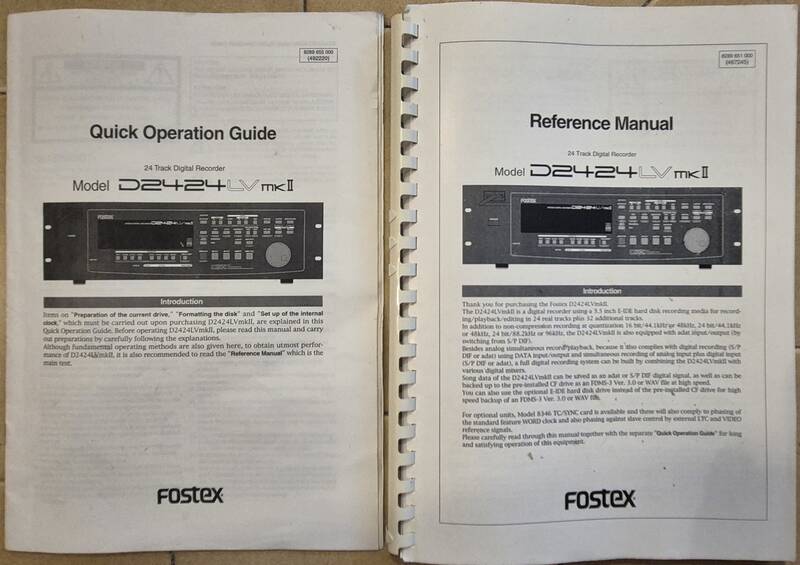 8289 655 000
(492220)
Quick Operation Guide
24 Track Digital Recorder
Model D2424LV mkII
FOSTEX
Introduction
Items on "Preparation of the current drive," "Formatting the disk" and "Set up of the internal
clock," which must be carried out upon purchasing D2424LVmkII, are explained in this
Quick Operation Guide. Before operating D2424LVmkII, please read this manual and carry
out preparations by carefully following the explanations.
Although fundamental operating methods are also given here, to obtain utmost perfor-
mance of D2424LVmkII, it is also recommended to read the "Reference Manual" which is the
main text.
Fostex
8289 651 000
(487245)
Reference Manual
24 Track Digital Recorder
Model D2424LV mkII
FOSTEX
Introduction
Thank you for purchasing the Fostex D2424LVmkII.
The D2424LVmkII is a digital recorder using a 3.5 inch E-IDE hard disk recording media for record-
ing/playback/editing in 24 real tracks plus 32 additional tracks.
In addition to non-compression recording at quantization 16 bit/44.1kHz or 48kHz, 24 bit/44.1kHz
or 48kHz, 24 bit/88.2kHz or 96kHz, the D2424LVmkII is also equipped with adat input/output (by
switching from S/P DIF).
Besides analog simultaneous record/playback, because it also complies with digital recording (S/P
DIF or adat) using DATA input/output and simultaneous recording of analog input plus digital input
(S/P DIF or adat), a full digital recording system can be built by combining the D2424LVmkII with
various digital mixers.
Song data of the D2424LVmkII can be saved as an adat or S/P DIF digital signal, as well as can be
backed up to the pre-installed CF drive as an FDMS-3 Ver. 3.0 or WAV file at high speed.
You can also use the optional E-IDE hard disk drive instead of the pre-installed CF drive for high
speed backup of an FDMS-3 Ver. 3.0 or WAV file.
For optional units, Model 8346 TC/SYNC card is available and these will also comply to phasing of
the standard feature WORD clock and also phasing against slave control by external LTC and VIDEO
reference signals.
Please carefully read through this manual together with the separate "Quick Operation Guide" for long
and satisfying operation of this equipment.
Fostex